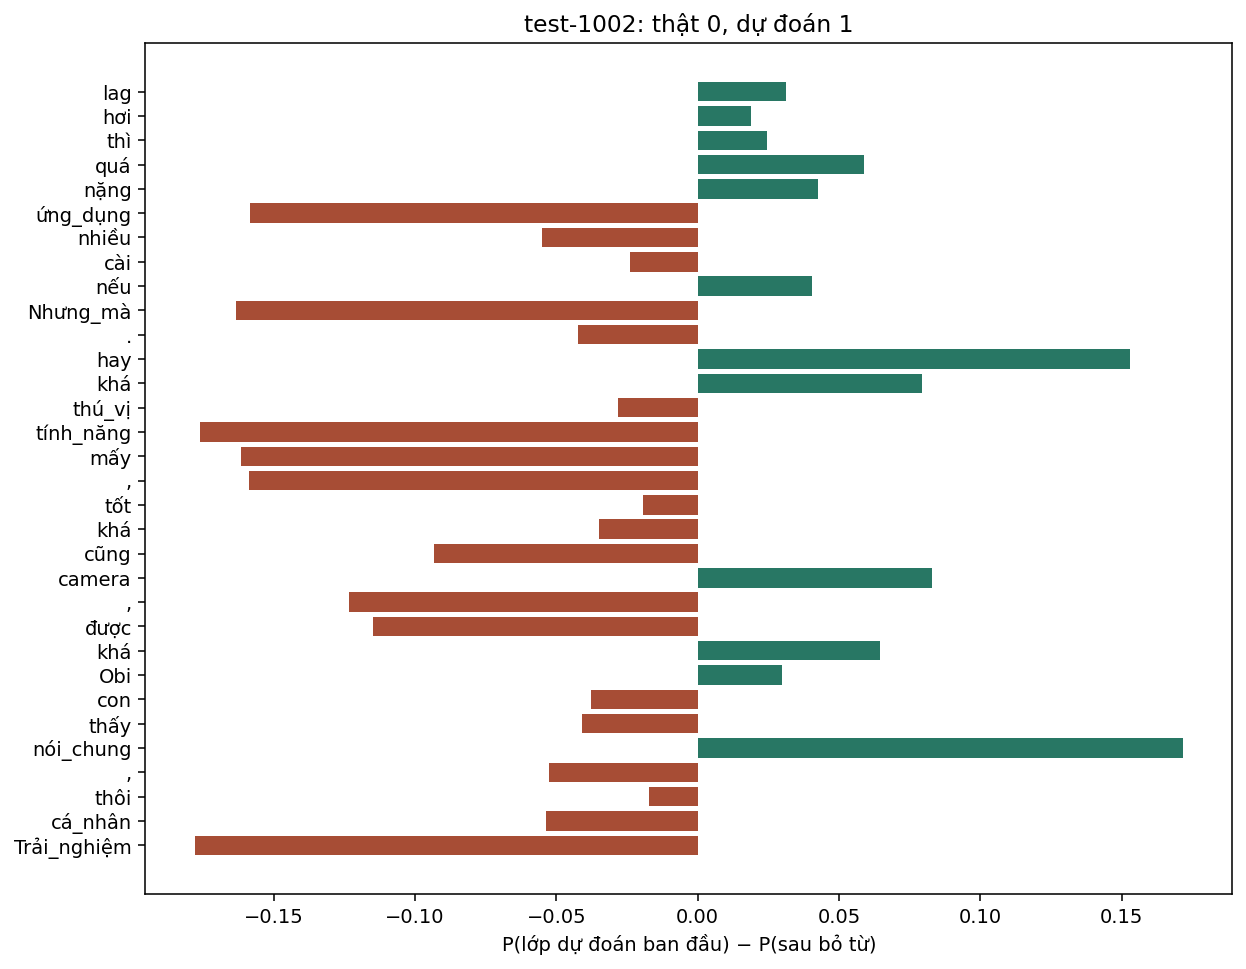 test-1002: thật 0, dự đoán 1
lag
hơi
thì
quá
nặng
ứng_dụng
nhiều
cài
nếu
Nhưng_mà
.
hay
khá
thú_vị
tính_năng
mấy
,
tốt
khá
cũng
camera
,
được
khá
Obi
con
thấy
nói_chung
,
thôi
cá_nhân
Trải_nghiệm
−0.15 −0.10 −0.05 0.00 0.05 0.10 0.15
P(lớp dự đoán ban đầu) − P(sau bỏ từ)